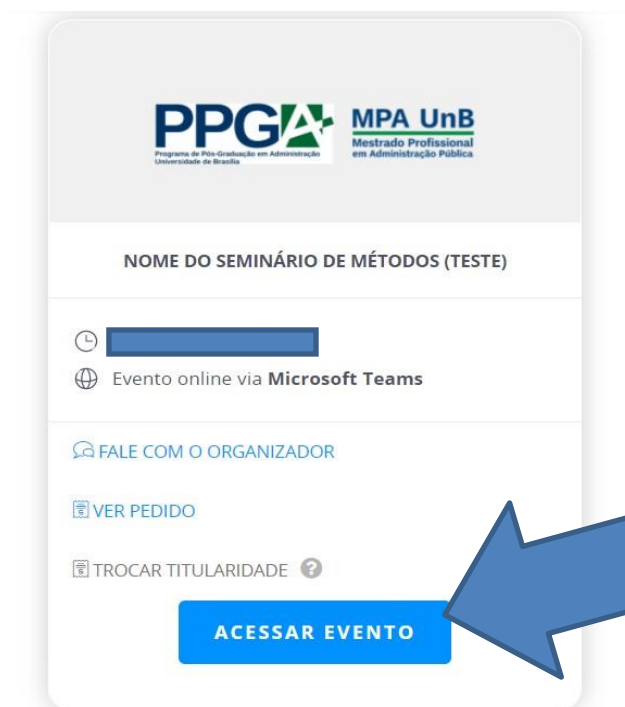 PPGA
Programa de Pós-Graduação em Administração
Universidade de Brasília
MPA UnB
Mestrado Profissional
em Administração Pública
NOME DO SEMINÁRIO DE MÉTODOS (TESTE)
Evento online via Microsoft Teams
FALE COM O ORGANIZADOR
VER PEDIDO
TROCAR TITULARIDADE ?
ACESSAR EVENTO